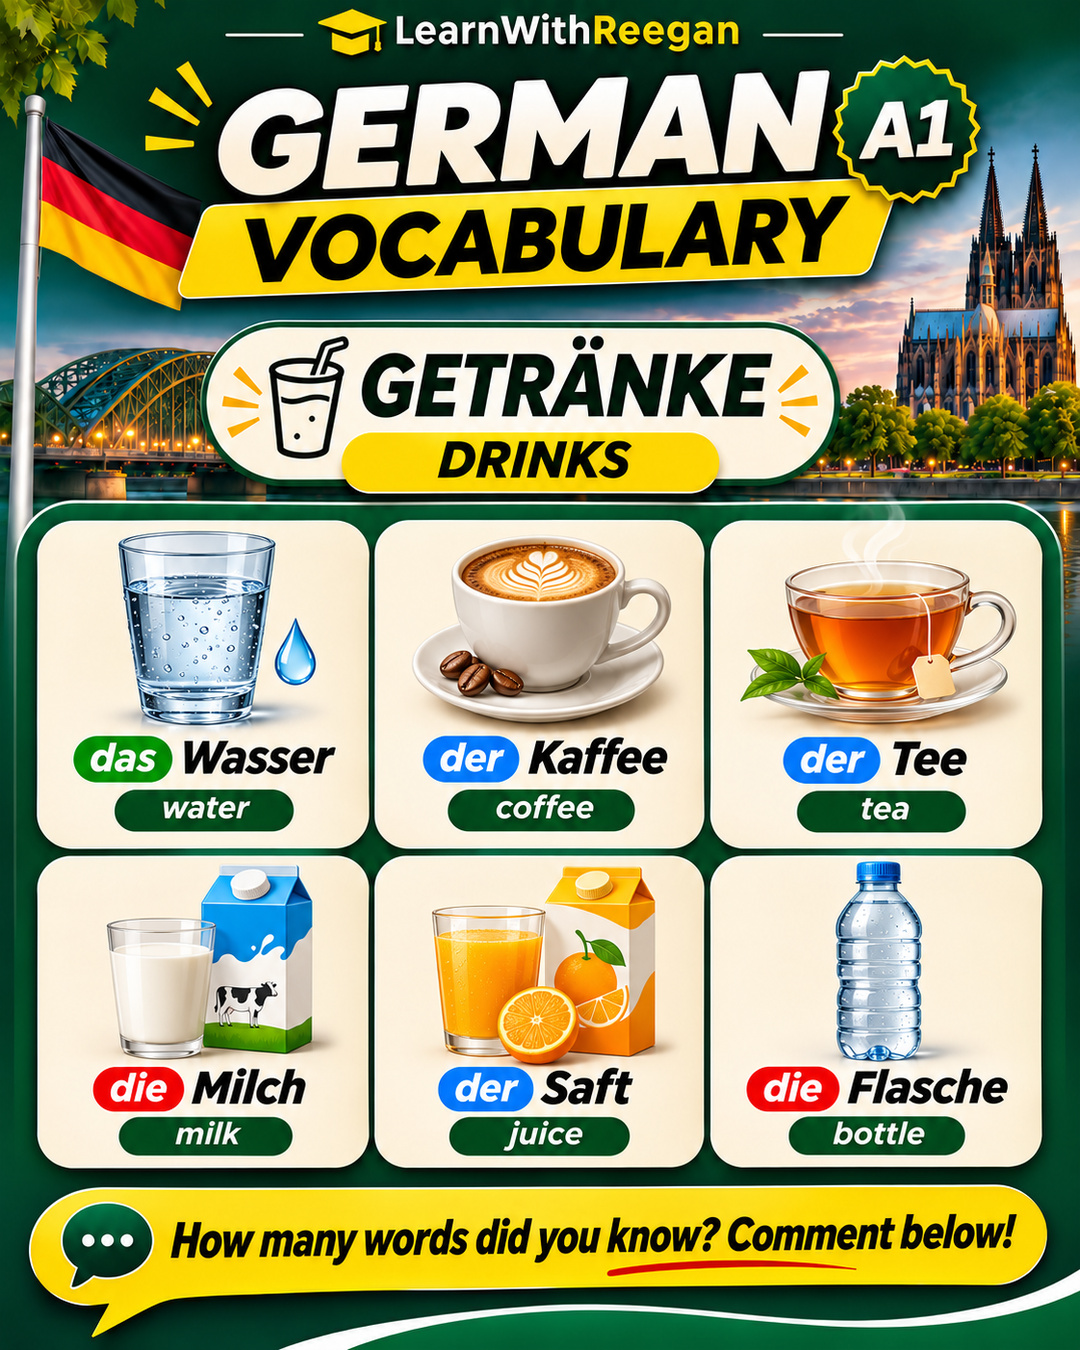 LearnWithReegan
GERMAN
A1
VOCABULARY
GETRÄNKE
DRINKS
das Wasser
water
der Kaffee
coffee
der Tee
tea
die Milch
milk
der Saft
juice
die Flasche
bottle
How many words did you know? Comment below!